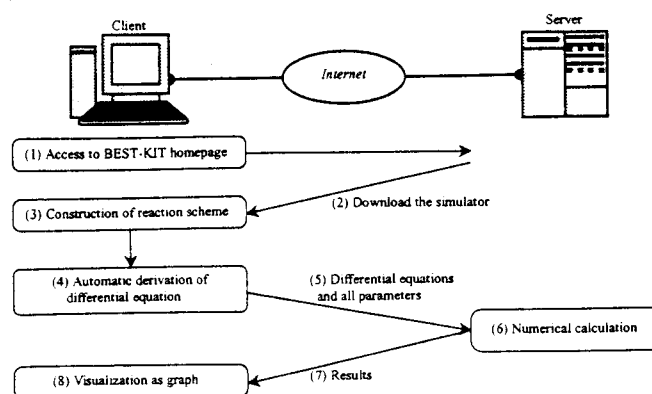 Client
Server
Internet
(1) Access to BEST-KIT homepage
(2) Download the simulator
(3) Construction of reaction scheme
(4) Automatic derivation of
differential equation
(5) Differential equations
and all parameters
(6) Numerical calculation
(7) Results
(8) Visualization as graph